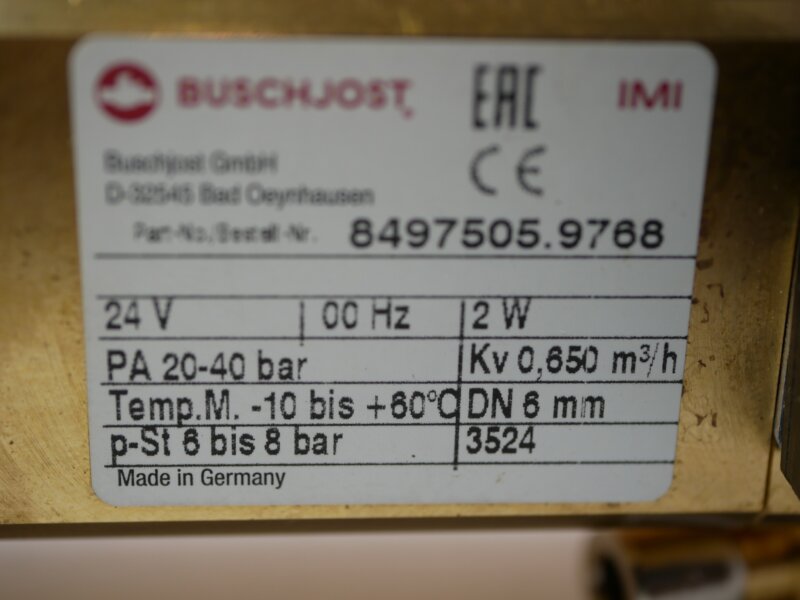 BUSCHJOST
EAC
IMI
CE
Buschjost GmbH
D-32545 Bad Oeynhausen
Part-No./Bestell-Nr. 8497505.9768
24 V 00 Hz 2 W
PA 20-40 bar Kv 0,650 m³/h
Temp.M. -10 bis +60°C DN 6 mm
p-St 6 bis 8 bar 3524
Made in Germany